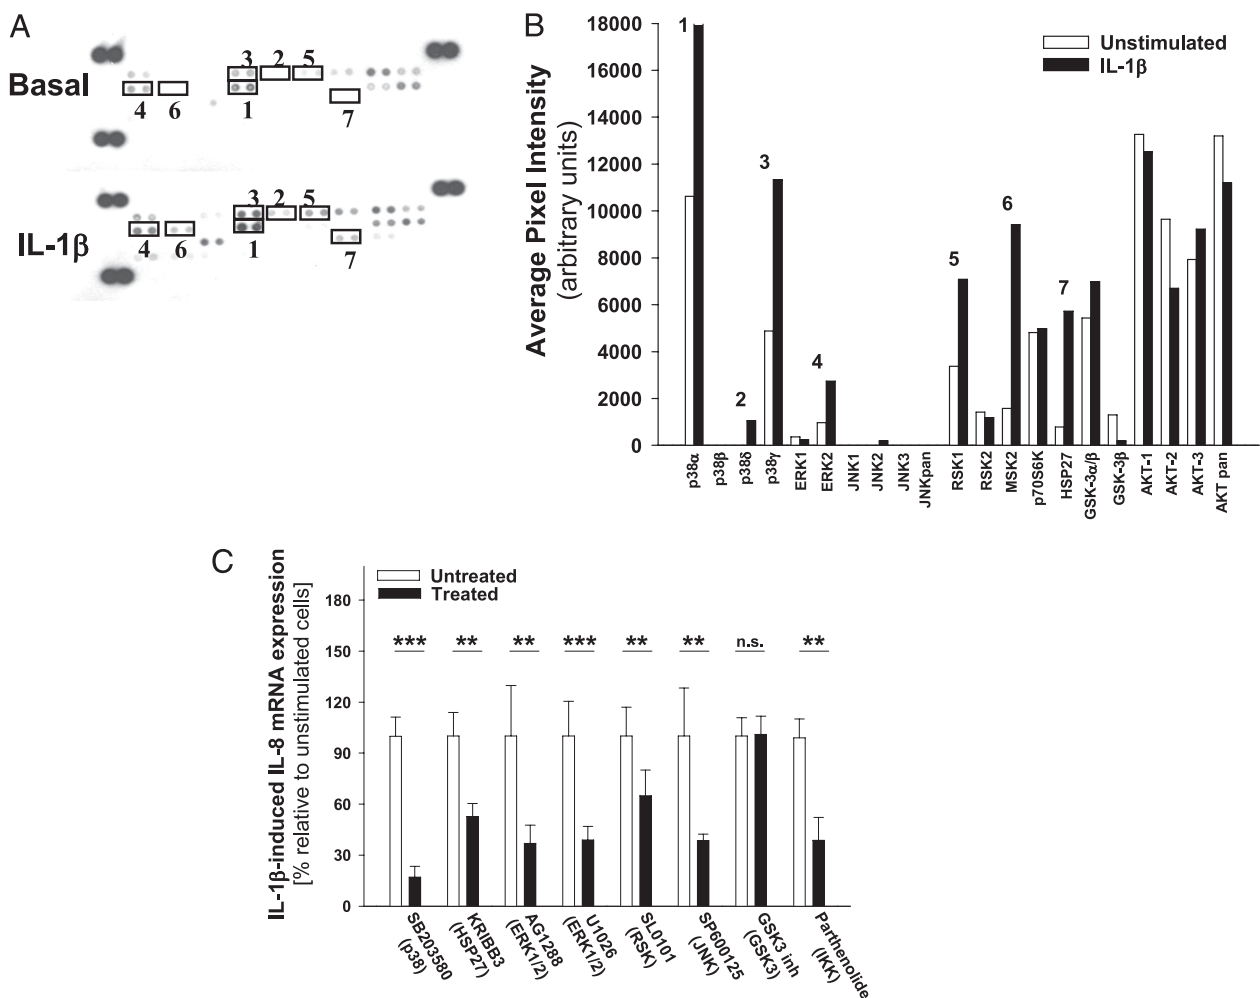 A
Basal
3 2 5
4 6 1 7
IL-1β
3 2 5
4 6 1 7
B
Average Pixel Intensity
(arbitrary units)
18000
16000
14000
12000
10000
8000
6000
4000
2000
0
Unstimulated
IL-1β
1
2
3
4
5
6
7
p38α
p38β
p38δ
p38γ
ERK1
ERK2
JNK1
JNK2
JNK3
JNKpan
RSK1
RSK2
MSK2
p70S6K
HSP27
GSK-3α/β
GSK-3β
AKT-1
AKT-2
AKT-3
AKT pan
C
IL-1β-induced IL-8 mRNA expression
[% relative to unstimulated cells]
Untreated
Treated
180
150
120
90
60
30
0
*** ** ** *** ** ** n.s. **
SB203580
(p38)
KRIBB3
(HSP27)
AG1288
(ERK1/2)
U1026
(ERK1/2)
SL0101
(RSK)
SP600125
(JNK)
GSK3 inh
(GSK3)
Parthenolide
(IKK)